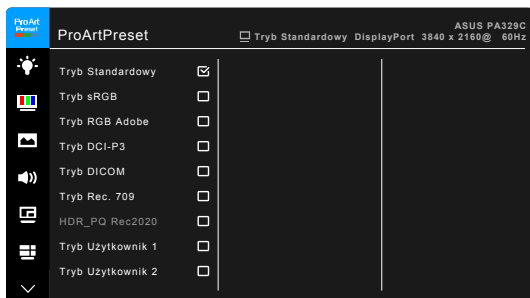 ProArt
Preset
ProArtPreset
ASUS PA329C
Tryb Standardowy DisplayPort 3840 x 2160@ 60Hz
Tryb Standardowy
Tryb sRGB
Tryb RGB Adobe
Tryb DCI-P3
Tryb DICOM
Tryb Rec. 709
HDR_PQ Rec2020
Tryb Użytkownik 1
Tryb Użytkownik 2